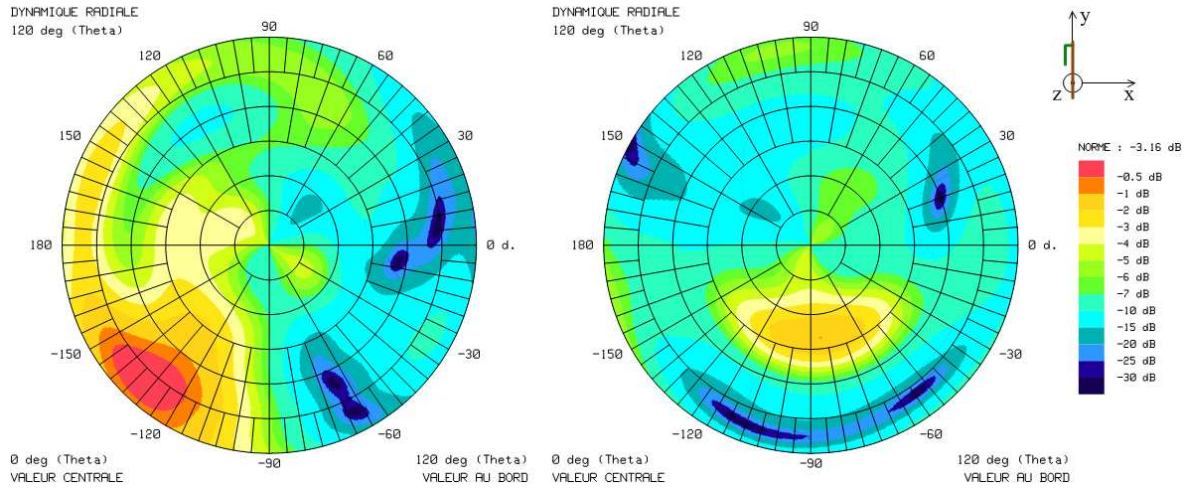 DYNAMIQUE RADIALE
120 deg (Theta)
90
120
60
150
30
180
0 d.
-150
-30
-120
-60
-90
0 deg (Theta)
VALEUR CENTRALE
120 deg (Theta)
VALEUR AU BORD
DYNAMIQUE RADIALE
120 deg (Theta)
90
120
60
150
30
180
0 d.
-150
-30
-120
-60
-90
0 deg (Theta)
VALEUR CENTRALE
120 deg (Theta)
VALEUR AU BORD
y
z
x
NORME : -3.16 dB
-0.5 dB
-1 dB
-2 dB
-3 dB
-4 dB
-5 dB
-6 dB
-7 dB
-10 dB
-15 dB
-20 dB
-25 dB
-30 dB